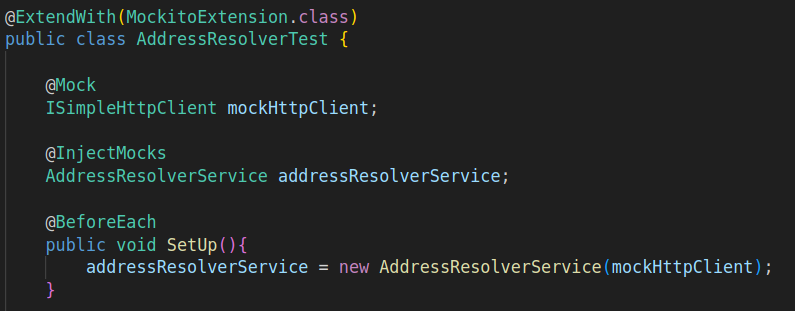 @ExtendWith(MockitoExtension.class)
public class AddressResolverTest {
@Mock
ISimpleHttpClient mockHttpClient;
@InjectMocks
AddressResolverService addressResolverService;
@BeforeEach
public void SetUp(){
addressResolverService = new AddressResolverService(mockHttpClient);
}